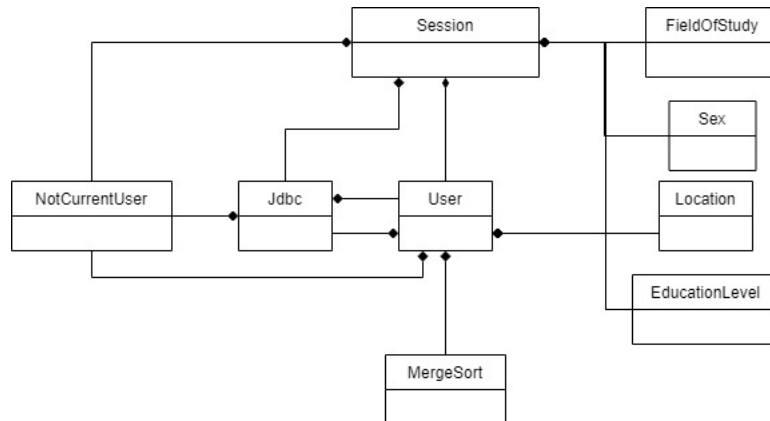 Session
FieldOfStudy
Sex
NotCurrentUser
Jdbc
User
Location
EducationLevel
MergeSort